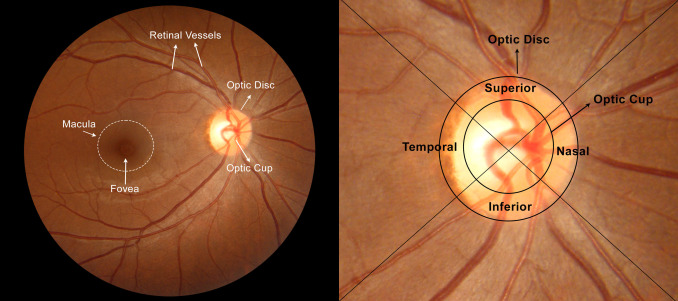 Retinal Vessels
Optic Disc
Macula
Optic Cup
Fovea
Optic Disc
Superior
Optic Cup
Temporal
Nasal
Inferior